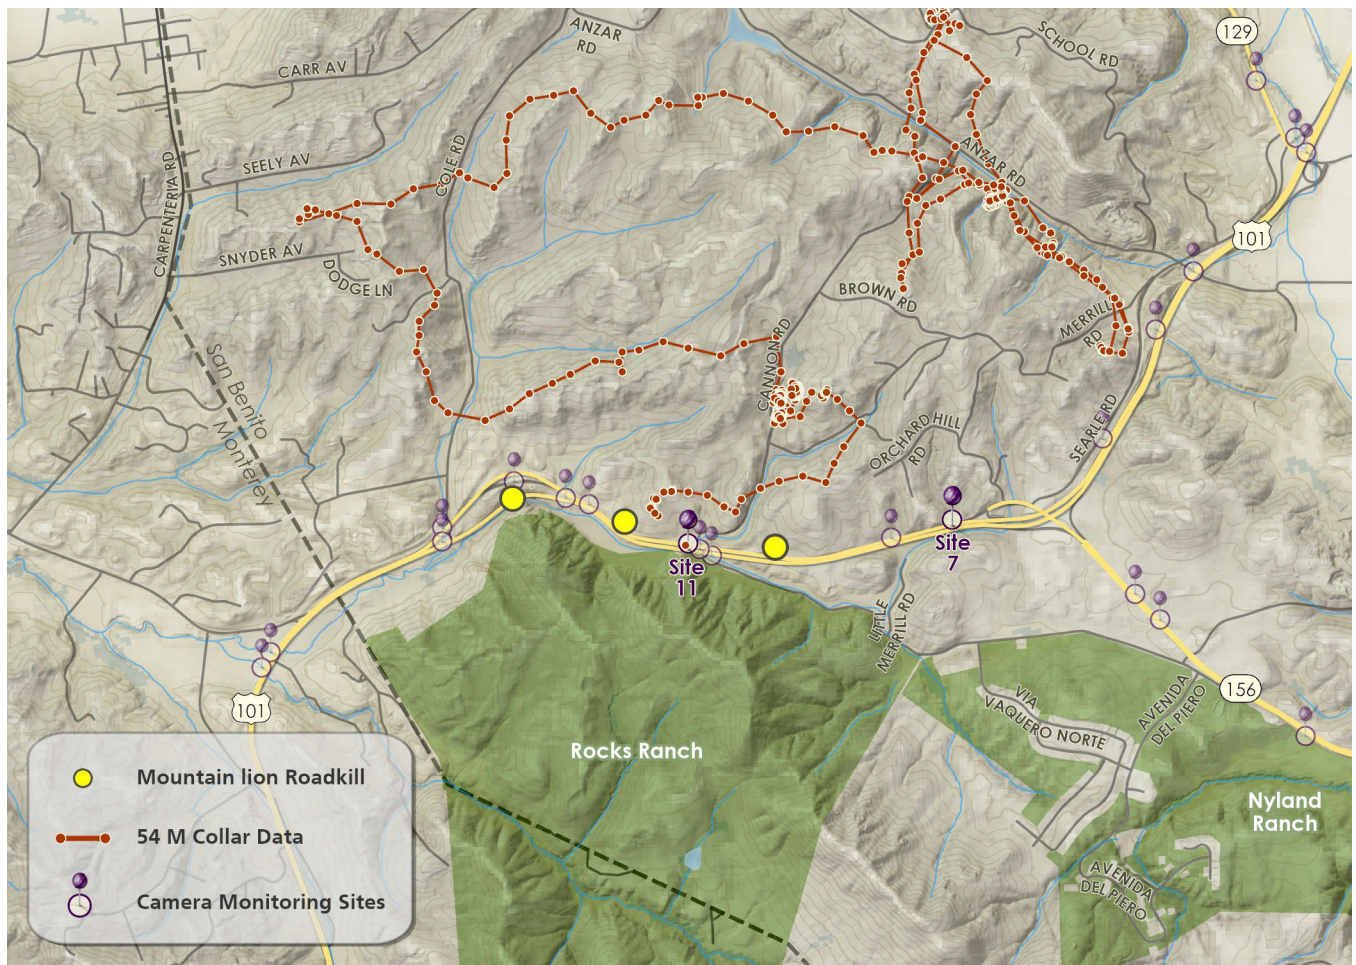 ANZAR
RD
SCHOOL RD
129
CARR AV
SEELY AV
COLE RD
ANZAR RD
CARPENTERIA RD
101
SNYDER AV
DODGE LN
BROWN RD
MERRILL
RD
CANNON RD
San Benito
Monterey
ORCHARD HILL
RD
SEARLE RD
Site
7
Site
11
LITTLE
MERRILL RD
156
101
VIA
VAQUERO NORTE
AVENIDA
DEL PIERO
Rocks Ranch
Nyland
Ranch
AVENIDA
DEL PIERO
Mountain lion Roadkill
54 M Collar Data
Camera Monitoring Sites